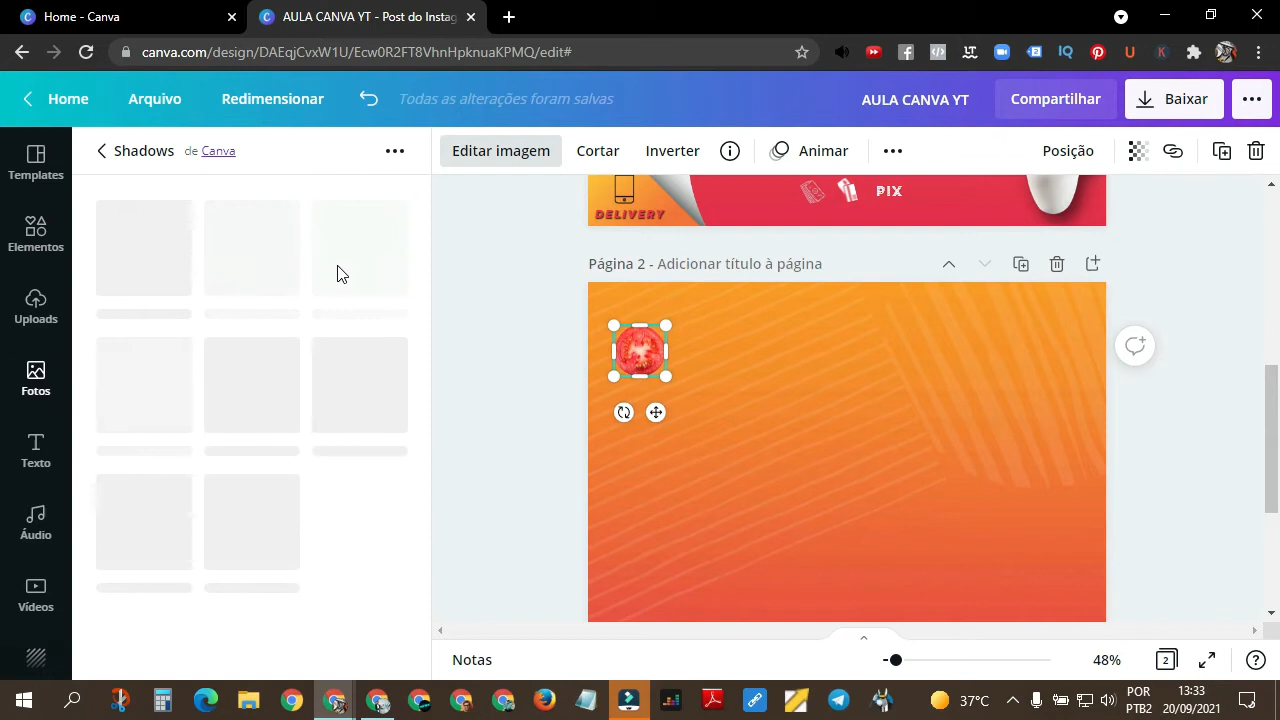 Home - Canva
AULA CANVA YT - Post do Instag
canva.com/design/DAEqjCvxW1U/Ecw0R2FT8VhnHpknuaKPMQ/edit#
Home
Arquivo
Redimensionar
Todas as alterações foram salvas
AULA CANVA YT
Compartilhar
Baixar
Templates
Elementos
Uploads
Fotos
Texto
Áudio
Vídeos
Shadows de Canva
Editar imagem
Cortar
Inverter
Animar
Posição
DELIVERY
PIX
Página 2 - Adicionar título à página
Notas
48%
2
37°C
POR
PTB2
13:33
20/09/2021